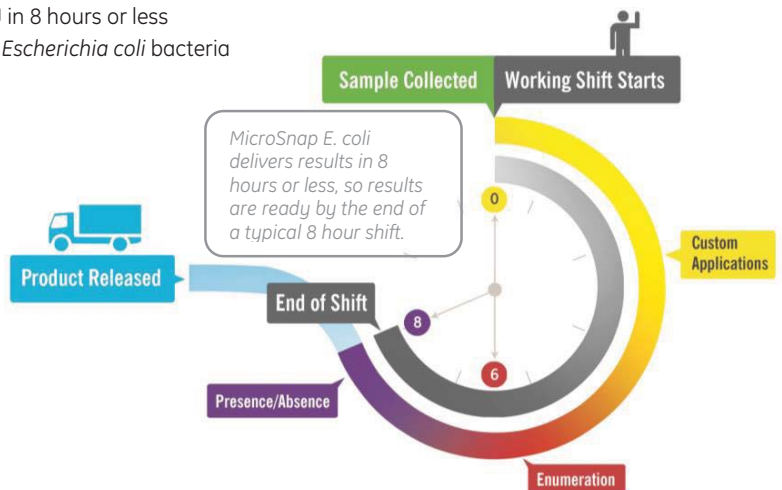 in 8 hours or less
Escherichia coli bacteria
Sample Collected
Working Shift Starts
MicroSnap E. coli
delivers results in 8
hours or less, so results
are ready by the end of
a typical 8 hour shift.
0
Custom
Applications
Product Released
End of Shift
8
6
Presence/Absence
Enumeration